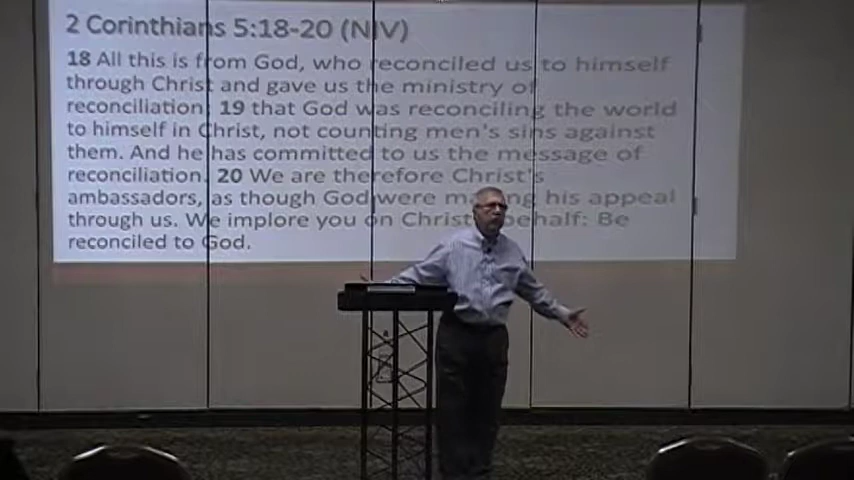 2 Corinthians 5:18-20 (NIV)
18 All this is from God, who reconciled us to himself
through Christ and gave us the ministry of
reconciliation: 19 that God was reconciling the world
to himself in Christ, not counting men's sins against
them. And he has committed to us the message of
reconciliation. 20 We are therefore Christ's
ambassadors, as though God were making his appeal
through us. We implore you on Christ's behalf: Be
reconciled to God.